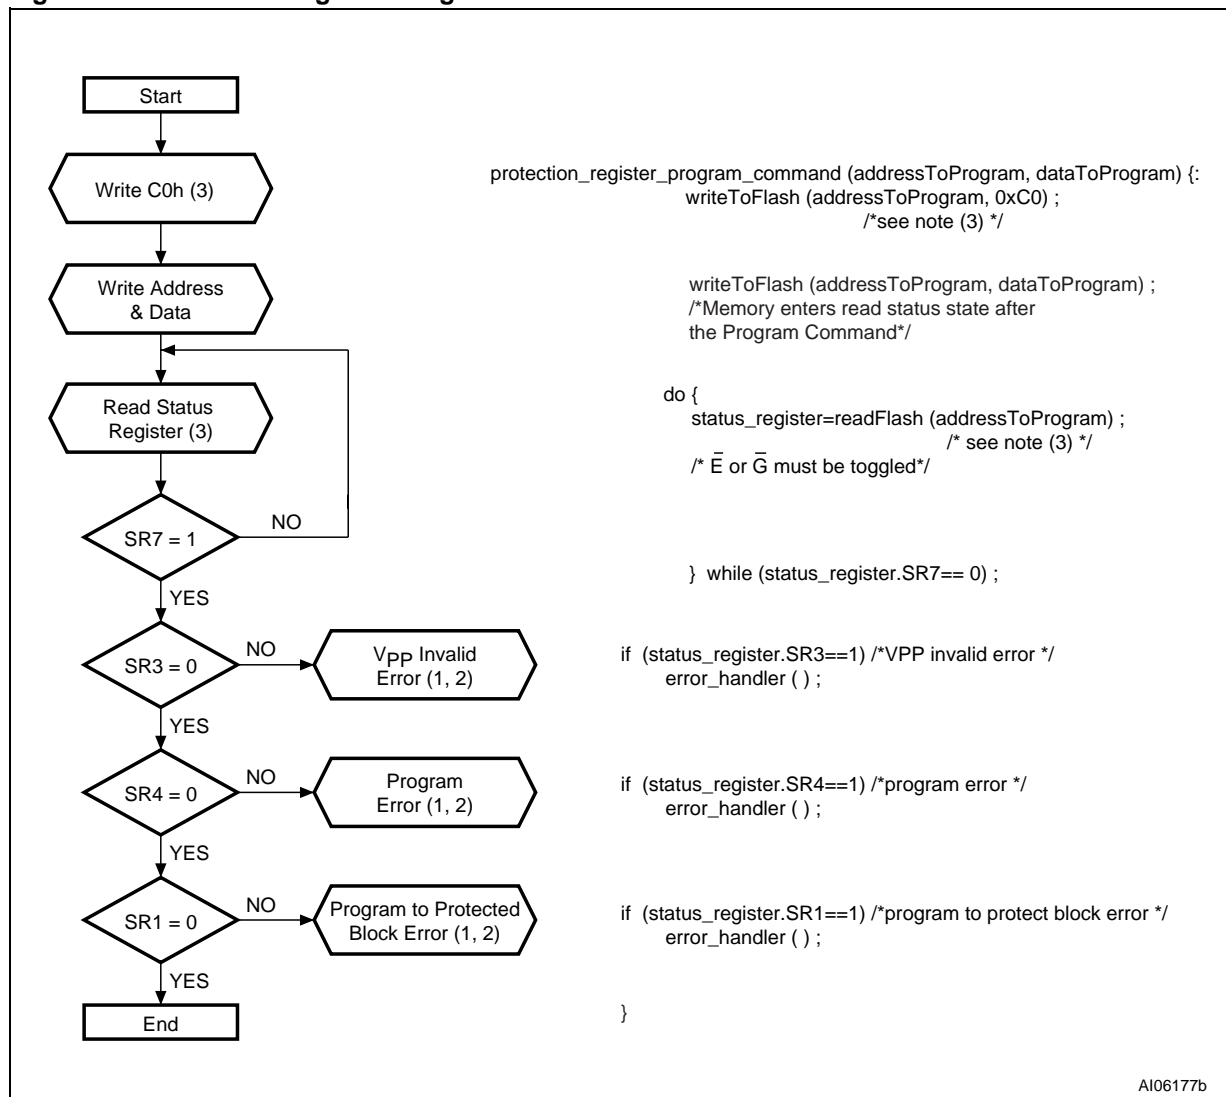 Start
Write C0h (3)
Write Address
& Data
Read Status
Register (3)
SR7 = 1
NO
YES
SR3 = 0
NO
VPP Invalid
Error (1, 2)
YES
SR4 = 0
NO
Program
Error (1, 2)
YES
SR1 = 0
NO
Program to Protected
Block Error (1, 2)
YES
End
protection_register_program_command (addressToProgram, dataToProgram) {:
writeToFlash (addressToProgram, 0xC0) ;
/*see note (3) */
writeToFlash (addressToProgram, dataToProgram) ;
/*Memory enters read status state after
the Program Command*/
do {
status_register=readFlash (addressToProgram) ;
/* see note (3) */
/* E̅ or G̅ must be toggled*/
} while (status_register.SR7== 0) ;
if (status_register.SR3==1) /*VPP invalid error */
error_handler ( ) ;
if (status_register.SR4==1) /*program error */
error_handler ( ) ;
if (status_register.SR1==1) /*program to protect block error */
error_handler ( ) ;
}
AI06177b